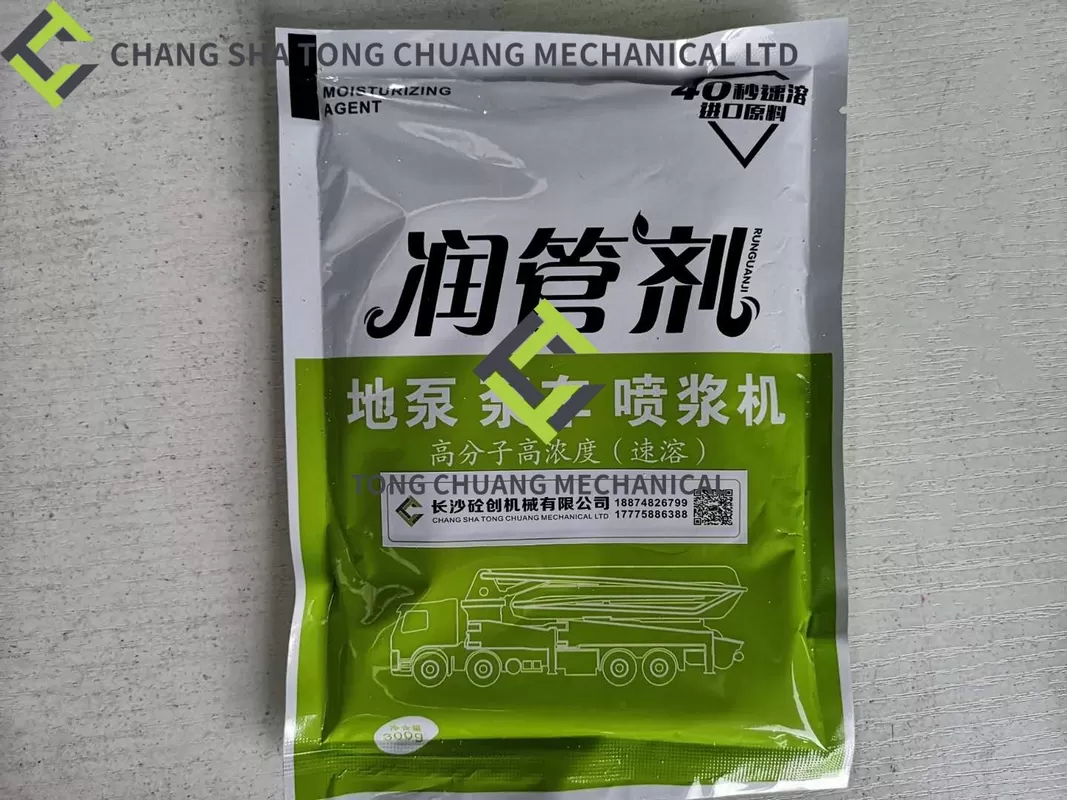 CHANG SHA TONG CHUANG MECHANICAL LTD
MOISTURIZING
AGENT
40秒速溶
进口原料
润管剂
RUNGUANJI
地泵 泵车 喷浆机
高分子高浓度（速溶）
TONG CHUANG MECHANICAL
长沙砼创机械有限公司 18874826799
CHANG SHA TONG CHUANG MECHANICAL LTD 17775886388
净含量
300g